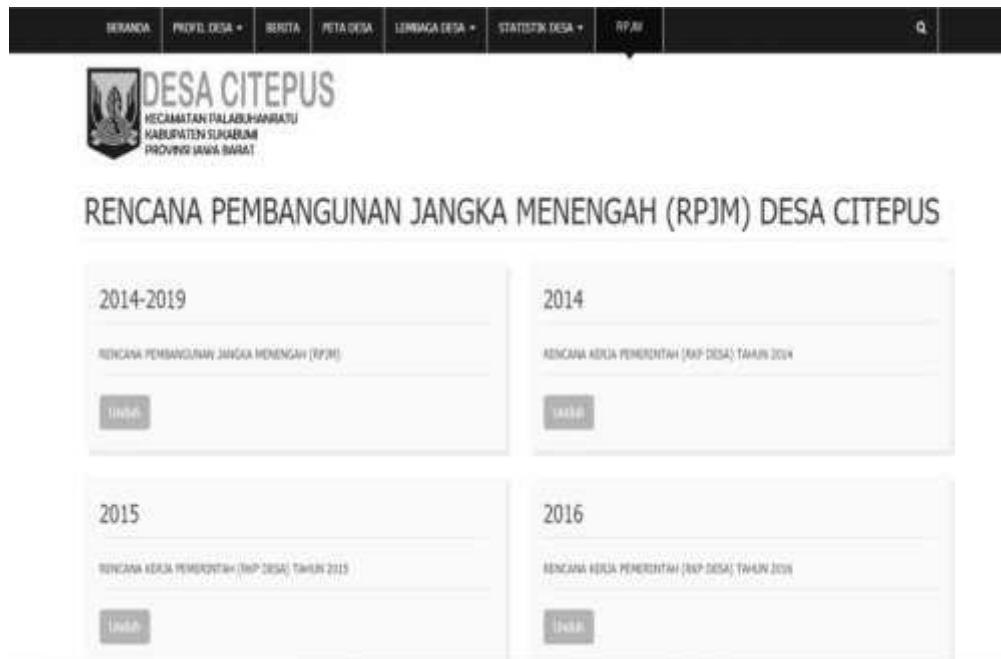 BERANDA PROFIL DESA BERITA PETA DESA LEMBAGA DESA STATISTIK DESA RPJM
DESA CITEPUS
KECAMATAN PALABUHANRATU
KABUPATEN SUKABUMI
PROVINSI JAWA BARAT
RENCANA PEMBANGUNAN JANGKA MENENGAH (RPJM) DESA CITEPUS
2014-2019
RENCANA PEMBANGUNAN JANGKA MENENGAH (RPJM)
Unduh
2014
RENCANA KERJA PEMERINTAH (RKP DESA) TAHUN 2014
Unduh
2015
RENCANA KERJA PEMERINTAH (RKP DESA) TAHUN 2015
Unduh
2016
RENCANA KERJA PEMERINTAH (RKP DESA) TAHUN 2016
Unduh